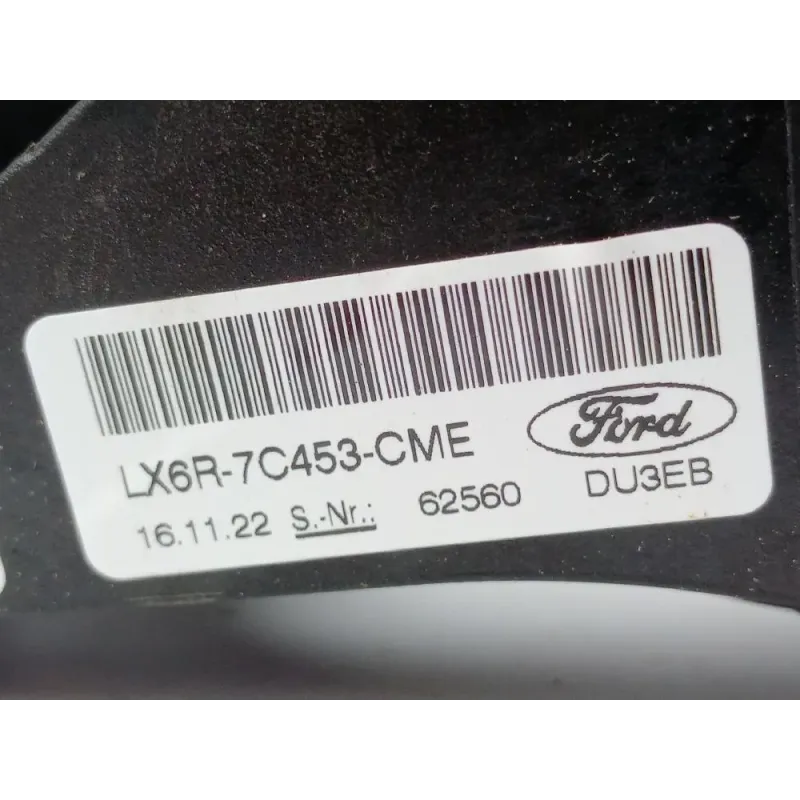 LX6R-7C453-CME
Ford
16.11.22 S.-Nr.: 62560 DU3EB